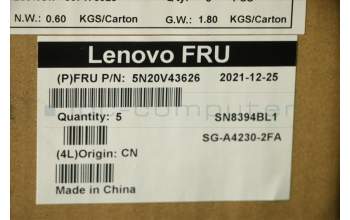 N.W.: 0.60 KGS/Carton G.W.: 1.80 KGS/Carton
Lenovo FRU
(P)FRU P/N: 5N20V43626 2021-12-25
Quantity: 5 SN8394BL1
SG-A4230-2FA
(4L)Origin: CN
Made in China